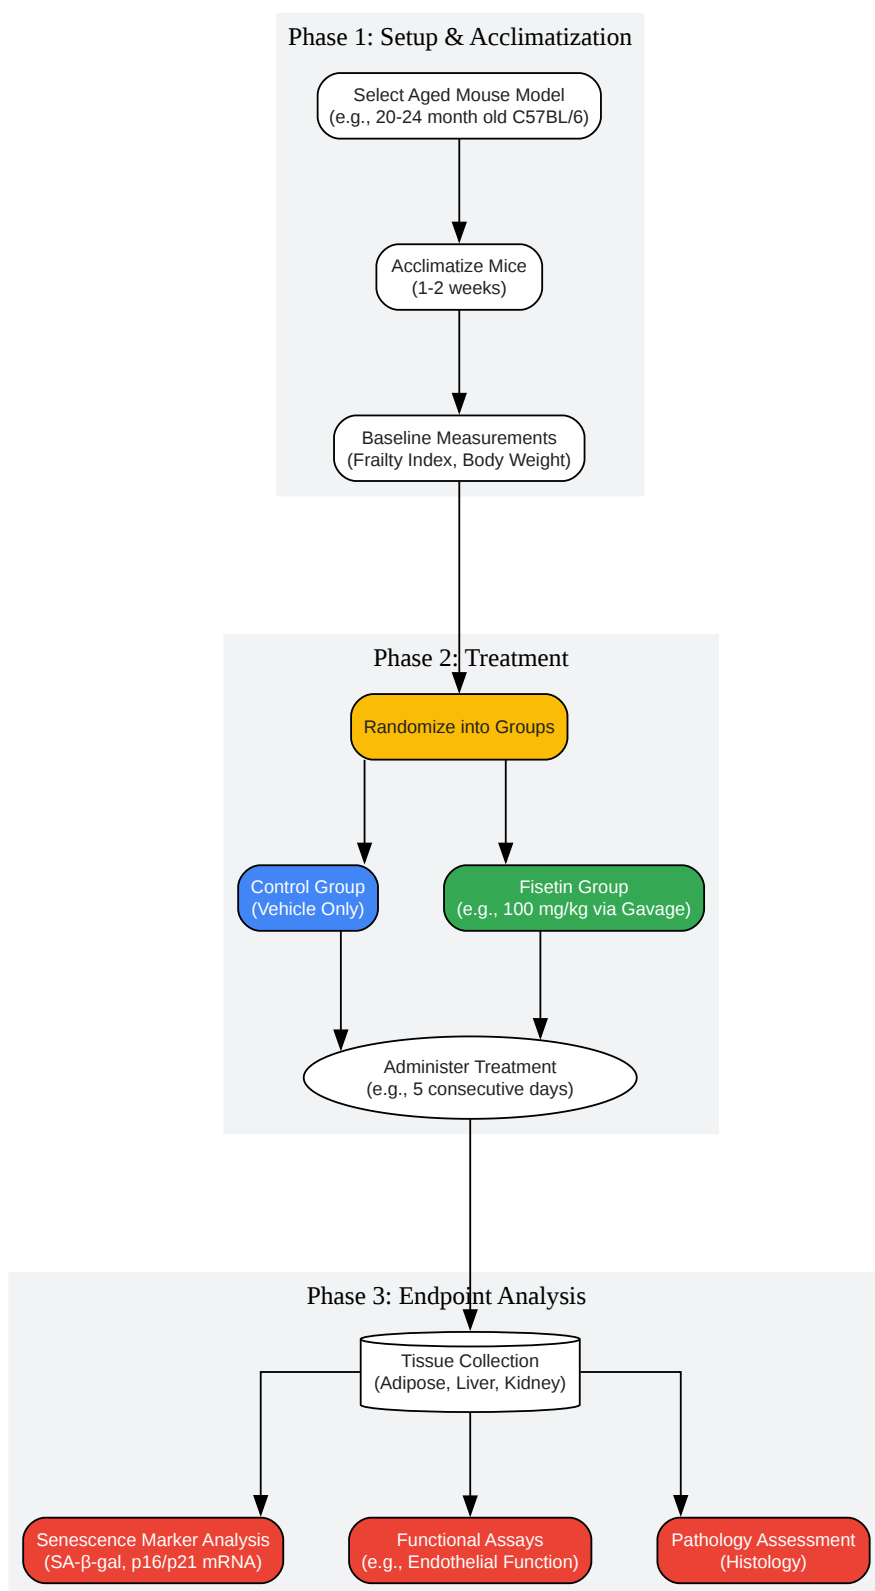 Phase 1: Setup & Acclimatization
Select Aged Mouse Model
(e.g., 20-24 month old C57BL/6)
Acclimatize Mice
(1-2 weeks)
Baseline Measurements
(Frailty Index, Body Weight)
Phase 2: Treatment
Randomize into Groups
Control Group
(Vehicle Only)
Fisetin Group
(e.g., 100 mg/kg via Gavage)
Administer Treatment
(e.g., 5 consecutive days)
Phase 3: Endpoint Analysis
Tissue Collection
(Adipose, Liver, Kidney)
Senescence Marker Analysis
(SA-β-gal, p16/p21 mRNA)
Functional Assays
(e.g., Endothelial Function)
Pathology Assessment
(Histology)